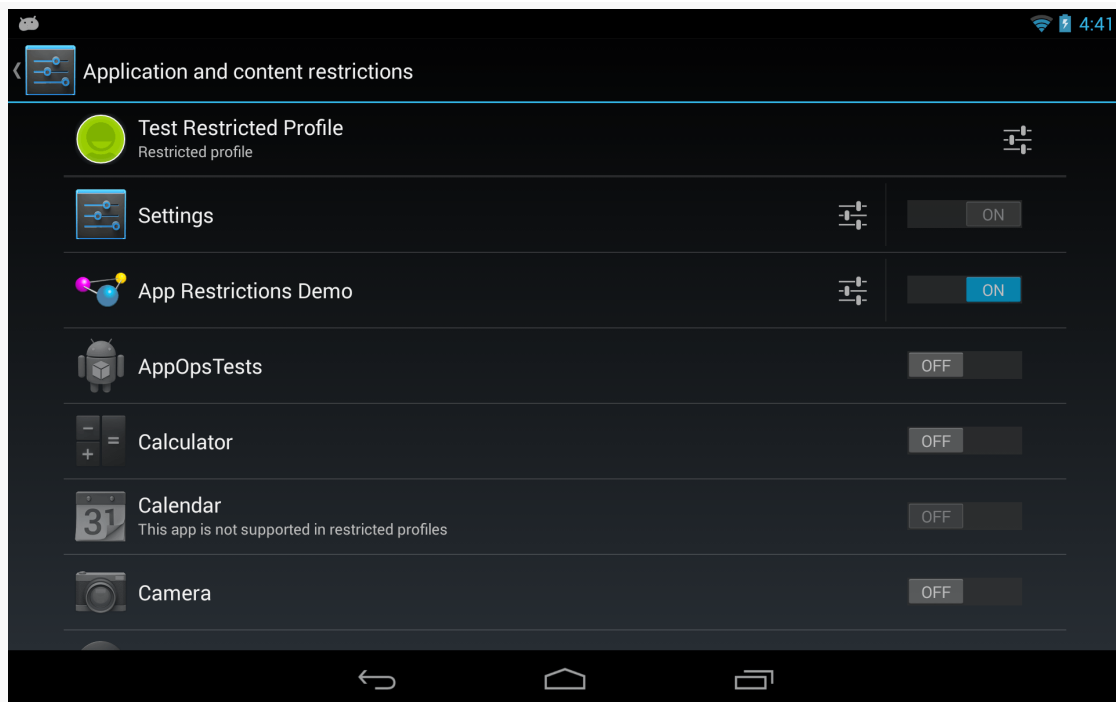 4:41
Application and content restrictions
Test Restricted Profile
Restricted profile
Settings
ON
App Restrictions Demo
ON
AppOpsTests
OFF
Calculator
OFF
31
Calendar
This app is not supported in restricted profiles
OFF
Camera
OFF